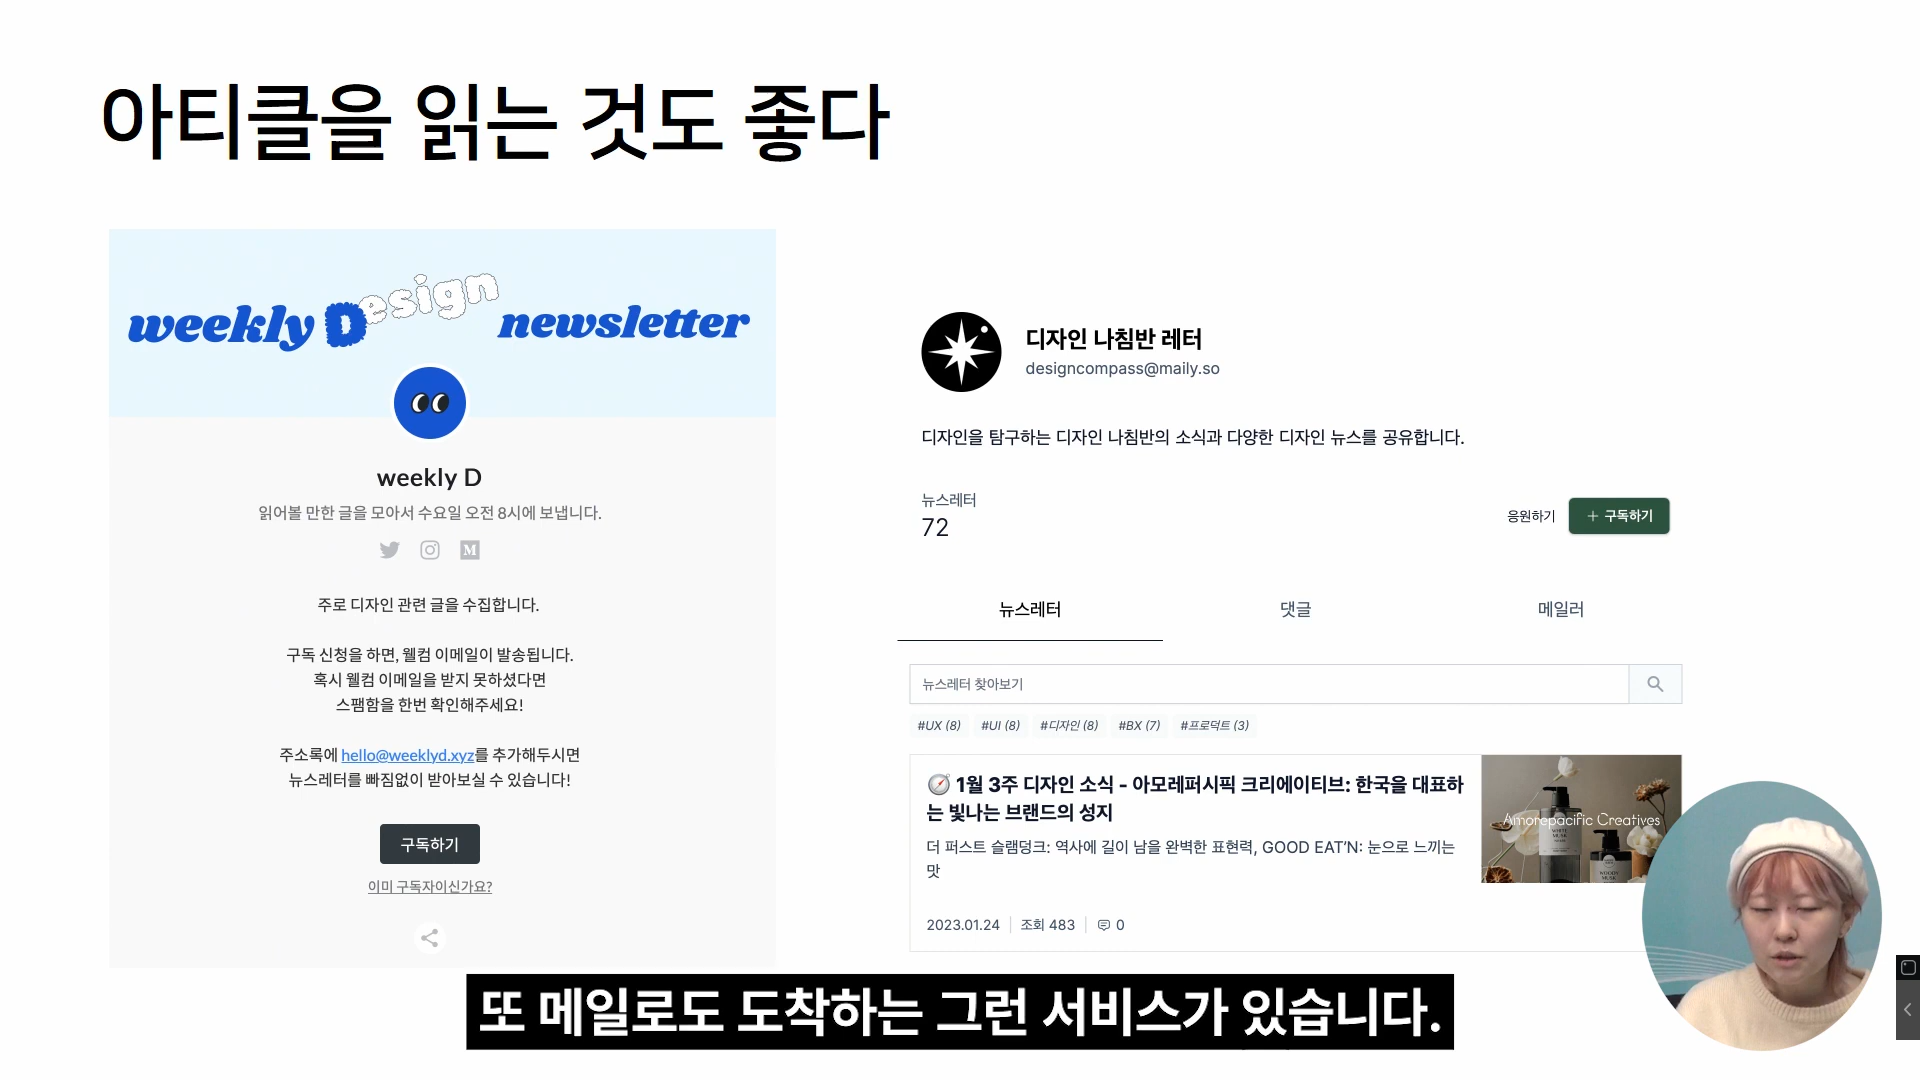 아티클을 읽는 것도 좋다
weekly Design newsletter
weekly D
읽어볼 만한 글을 모아서 수요일 오전 8시에 보냅니다.
M
주로 디자인 관련 글을 수집합니다.
구독 신청을 하면, 웰컴 이메일이 발송됩니다.
혹시 웰컴 이메일을 받지 못하셨다면
스팸함을 한번 확인해주세요!
주소록에 hello@weeklyd.xyz를 추가해두시면
뉴스레터를 빠짐없이 받아보실 수 있습니다!
구독하기
이미 구독자이신가요?
디자인 나침반 레터
designcompass@maily.so
디자인을 탐구하는 디자인 나침반의 소식과 다양한 디자인 뉴스를 공유합니다.
뉴스레터
72
응원하기
+ 구독하기
뉴스레터 댓글 메일러
뉴스레터 찾아보기
#UX (8) #UI (8) #디자인 (8) #BX (7) #프로덕트 (3)
🧭 1월 3주 디자인 소식 - 아모레퍼시픽 크리에이티브: 한국을 대표하
는 빛나는 브랜드의 성지
더 퍼스트 슬램덩크: 역사에 길이 남을 완벽한 표현력, GOOD EAT’N: 눈으로 느끼는
맛
2023.01.24 조회 483 0
Amorepacific Creatives
WHITE
MUSK
WOODY
MUSK
또 메일로도 도착하는 그런 서비스가 있습니다.